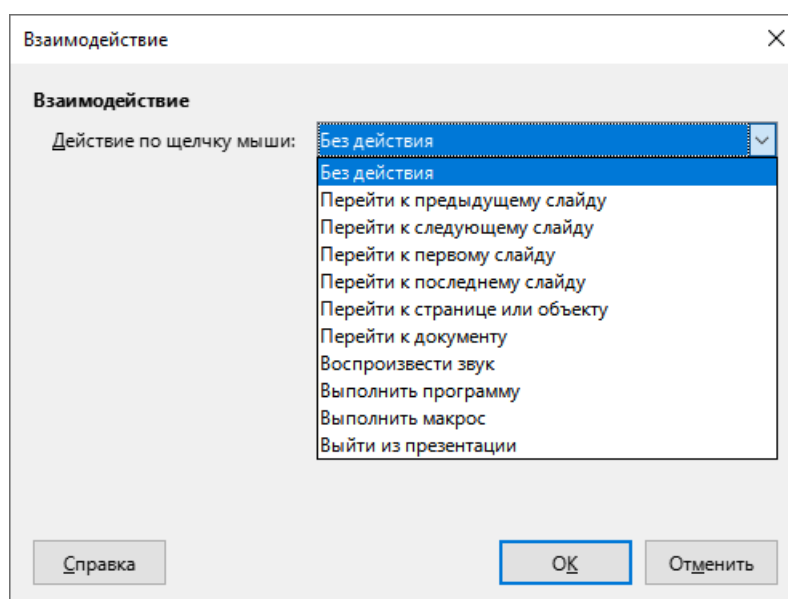 Взаимодействие
Взаимодействие
Действие по щелчку мыши: Без действия
Без действия
Перейти к предыдущему слайду
Перейти к следующему слайду
Перейти к первому слайду
Перейти к последнему слайду
Перейти к странице или объекту
Перейти к документу
Воспроизвести звук
Выполнить программу
Выполнить макрос
Выйти из презентации
Справка OK Отменить